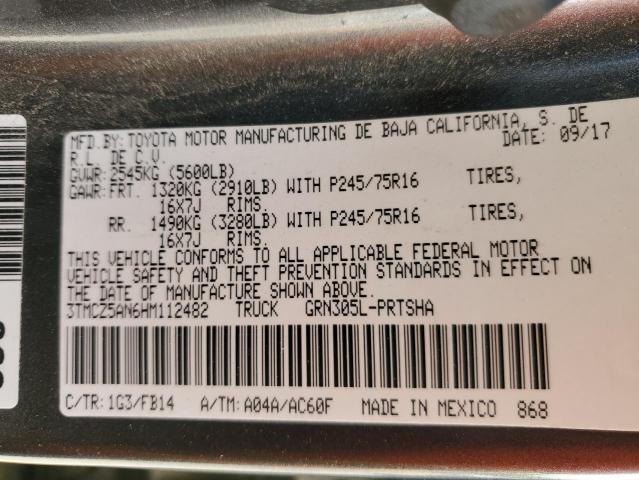 MFD.BY:TOYOTA MOTOR MANUFACTURING DE BAJA CALIFORNIA, S. DE
R.L. DE C.V. DATE: 09/17
GVWR:2545KG (5600LB)
GAWR:FRT. 1320KG (2910LB) WITH P245/75R16 TIRES,
16X7J RIMS.
RR. 1490KG (3280LB) WITH P245/75R16 TIRES,
16X7J RIMS.
THIS VEHICLE CONFORMS TO ALL APPLICABLE FEDERAL MOTOR
VEHICLE SAFETY AND THEFT PREVENTION STANDARDS IN EFFECT ON
THE DATE OF MANUFACTURE SHOWN ABOVE.
3TMCZ5AN6HM112482 TRUCK GRN305L-PRTSHA
C/TR:1G3/FB14 A/TM:A04A/AC60F MADE IN MEXICO 868